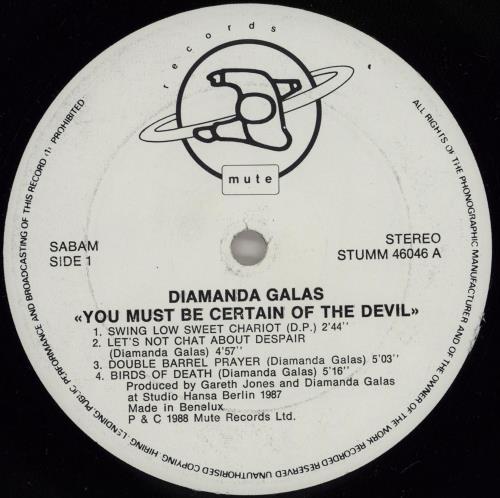 records
mute
SABAM
SIDE 1
STEREO
STUMM 46046 A
DIAMANDA GALAS
«YOU MUST BE CERTAIN OF THE DEVIL»
1. SWING LOW SWEET CHARIOT (D.P.) 2'44''
2. LET'S NOT CHAT ABOUT DESPAIR
(Diamanda Galas) 4'57''
3. DOUBLE BARREL PRAYER (Diamanda Galas) 5'03''
4. BIRDS OF DEATH (Diamanda Galas) 5'16''
Produced by Gareth Jones and Diamanda Galas
at Studio Hansa Berlin 1987
Made in Benelux
P & C 1988 Mute Records Ltd.
ALL RIGHTS OF THE PHONOGRAPHIC MANUFACTURER AND OF THE OWNER OF THE WORK RECORDED RESERVED UNAUTHORISED COPYING, HIRING, LENDING, PUBLIC PERFORMANCE AND BROADCASTING OF THIS RECORD (1) PROHIBITED